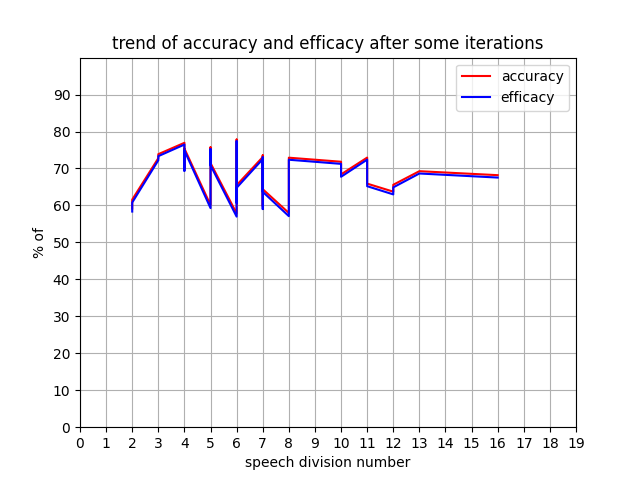 trend of accuracy and efficacy after some iterations
accuracy
efficacy
90
80
70
60
50
40
30
20
10
0
% of
0 1 2 3 4 5 6 7 8 9 10 11 12 13 14 15 16 17 18 19
speech division number